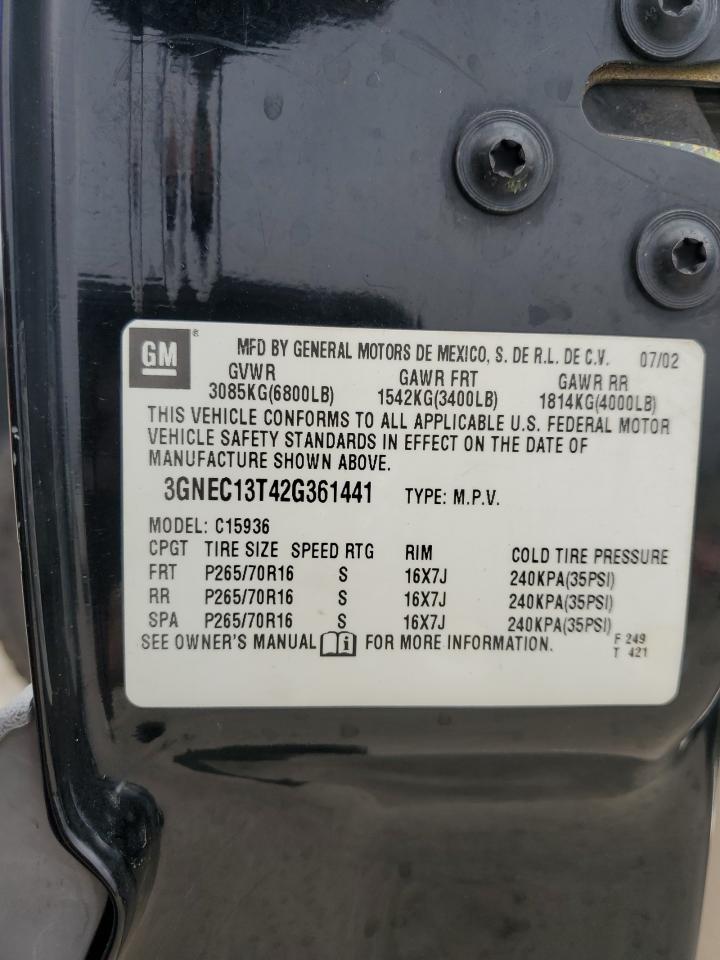 GM ® MFD BY GENERAL MOTORS DE MEXICO, S. DE R.L. DE C.V. 07/02
GVWR GAWR FRT GAWR RR
3085KG(6800LB) 1542KG(3400LB) 1814KG(4000LB)
THIS VEHICLE CONFORMS TO ALL APPLICABLE U.S. FEDERAL MOTOR
VEHICLE SAFETY STANDARDS IN EFFECT ON THE DATE OF
MANUFACTURE SHOWN ABOVE.
3GNEC13T42G361441 TYPE: M.P.V.
MODEL: C15936
CPGT TIRE SIZE SPEED RTG RIM COLD TIRE PRESSURE
FRT P265/70R16 S 16X7J 240KPA(35PSI)
RR P265/70R16 S 16X7J 240KPA(35PSI)
SPA P265/70R16 S 16X7J 240KPA(35PSI)
SEE OWNER'S MANUAL i FOR MORE INFORMATION. F 249
T 421